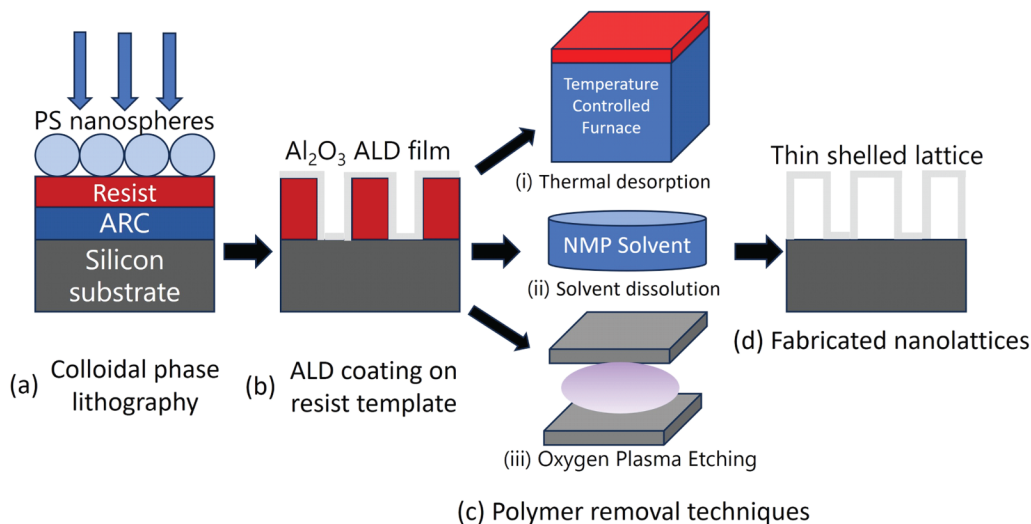 PS nanospheres
Resist
ARC
Silicon
substrate
(a) Colloidal phase
lithography
Al₂O₃ ALD film
(b) ALD coating on
resist template
Temperature
Controlled
Furnace
(i) Thermal desorption
NMP Solvent
(ii) Solvent dissolution
(iii) Oxygen Plasma Etching
(c) Polymer removal techniques
Thin shelled lattice
(d) Fabricated nanolattices